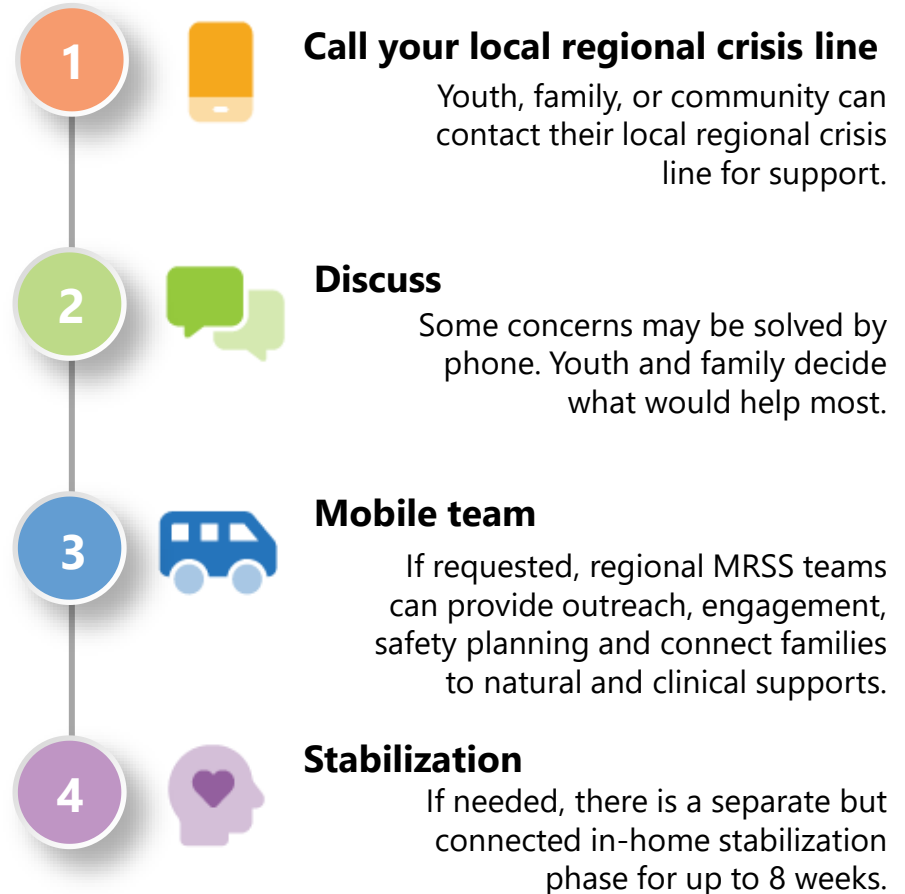 1
Call your local regional crisis line
Youth, family, or community can
contact their local regional crisis
line for support.
2
Discuss
Some concerns may be solved by
phone. Youth and family decide
what would help most.
3
Mobile team
If requested, regional MRSS teams
can provide outreach, engagement,
safety planning and connect families
to natural and clinical supports.
4
Stabilization
If needed, there is a separate but
connected in-home stabilization
phase for up to 8 weeks.